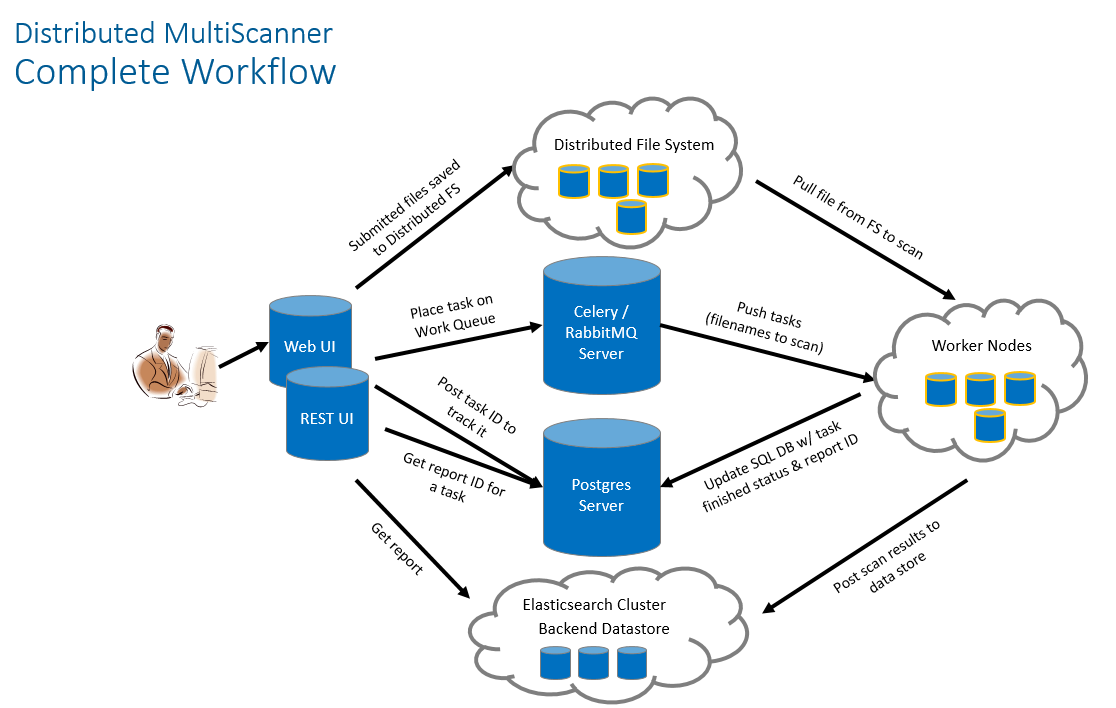 Distributed MultiScanner
Complete Workflow
Distributed File System
Submitted files saved
to Distributed FS
Pull file from FS to scan
Web UI
REST UI
Place task on
Work Queue
Celery /
RabbitMQ
Server
Push tasks
(filenames to scan)
Worker Nodes
Post task ID to
track it
Get report ID for
a task
Postgres
Server
Update SQL DB w/ task
finished status & report ID
Get report
Post scan results to
data store
Elasticsearch Cluster
Backend Datastore